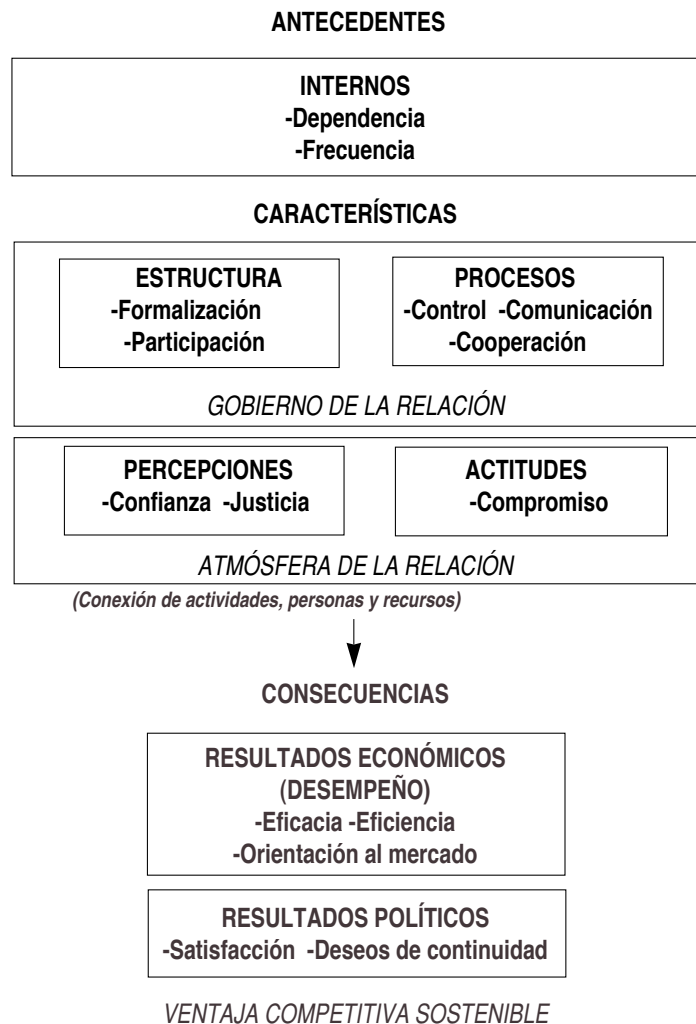 ANTECEDENTES
INTERNOS
-Dependencia
-Frecuencia
CARACTERÍSTICAS
ESTRUCTURA
-Formalización
-Participación
PROCESOS
-Control -Comunicación
-Cooperación
GOBIERNO DE LA RELACIÓN
PERCEPCIONES
-Confianza -Justicia
ACTITUDES
-Compromiso
ATMÓSFERA DE LA RELACIÓN
(Conexión de actividades, personas y recursos)
CONSECUENCIAS
RESULTADOS ECONÓMICOS
(DESEMPEÑO)
-Eficacia -Eficiencia
-Orientación al mercado
RESULTADOS POLÍTICOS
-Satisfacción -Deseos de continuidad
VENTAJA COMPETITIVA SOSTENIBLE